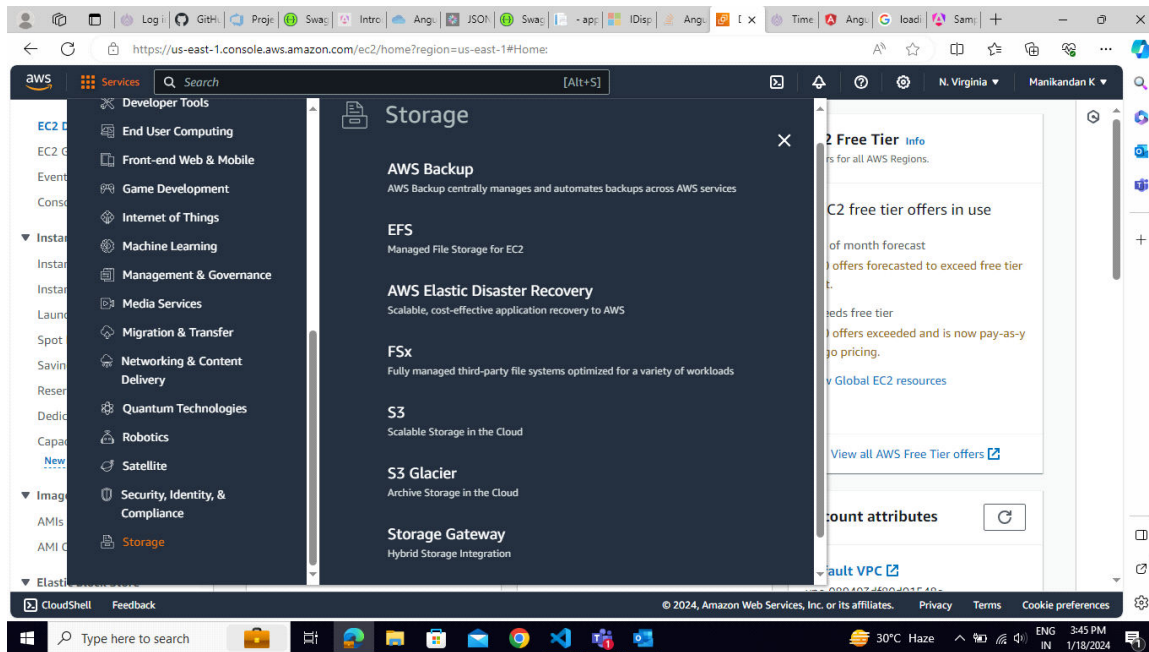 Log i
GitHu
Proje
Swag
Intro
Angu
JSON
Swag
- app
IDisp
Angu
Time
Angu
loadi
Samp
https://us-east-1.console.aws.amazon.com/ec2/home?region=us-east-1#Home:
aws
Services
Search
[Alt+S]
N. Virginia
Manikandan K
EC2 D
EC2 G
Event
Conso
Instan
Instan
Instan
Launc
Spot
Savin
Reser
Dedic
Capac
New
Image
AMIs
AMI C
Elastic Block Store
Developer Tools
End User Computing
Front-end Web & Mobile
Game Development
Internet of Things
Machine Learning
Management & Governance
Media Services
Migration & Transfer
Networking & Content
Delivery
Quantum Technologies
Robotics
Satellite
Security, Identity, &
Compliance
Storage
Storage
AWS Backup
AWS Backup centrally manages and automates backups across AWS services
EFS
Managed File Storage for EC2
AWS Elastic Disaster Recovery
Scalable, cost-effective application recovery to AWS
FSx
Fully managed third-party file systems optimized for a variety of workloads
S3
Scalable Storage in the Cloud
S3 Glacier
Archive Storage in the Cloud
Storage Gateway
Hybrid Storage Integration
2 Free Tier Info
rs for all AWS Regions.
C2 free tier offers in use
of month forecast
offers forecasted to exceed free tier
t.
eeds free tier
offers exceeded and is now pay-as-y
go pricing.
w Global EC2 resources
View all AWS Free Tier offers
count attributes
fault VPC
CloudShell
Feedback
© 2024, Amazon Web Services, Inc. or its affiliates.
Privacy
Terms
Cookie preferences
Type here to search
30°C Haze
ENG
IN
3:45 PM
1/18/2024